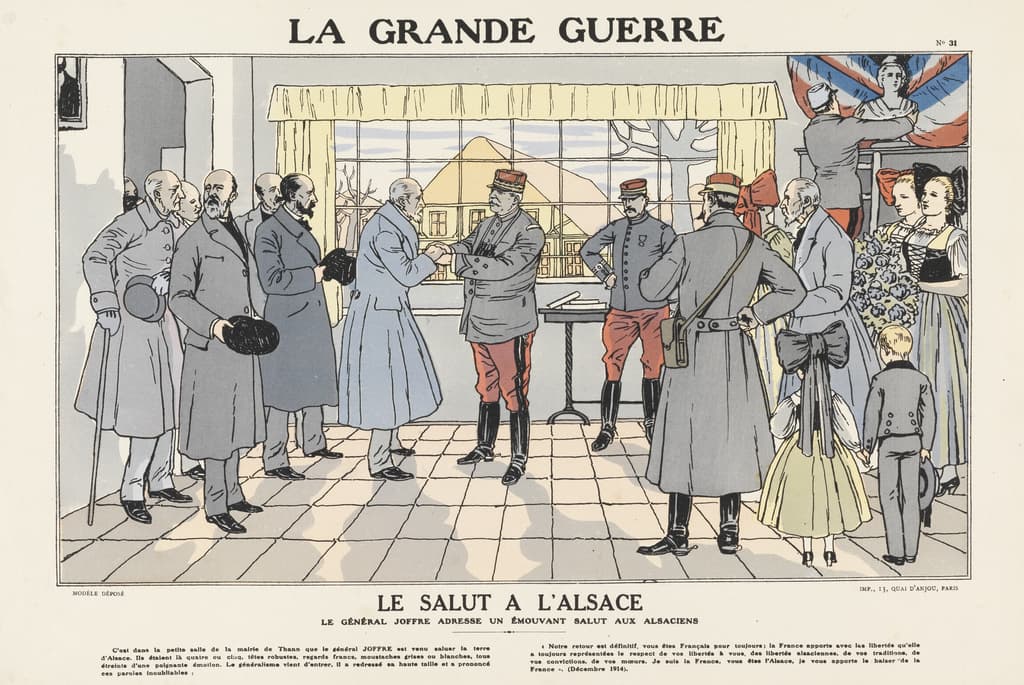 LA GRANDE GUERRE
Nº 31
MODÈLE DÉPOSÉ
IMP., 13, QUAI D'ANJOU, PARIS
LE SALUT A L'ALSACE
LE GÉNÉRAL JOFFRE ADRESSE UN ÉMOUVANT SALUT AUX ALSACIENS
C'est dans la petite salle de la mairie de Thann que le général JOFFRE est venu saluer la terre
d'Alsace. Ils étaient là quatre ou cinq, têtes robustes, regards francs, moustaches grises ou blanches, tous
étreints d'une poignante émotion. Le généralisme vient d'entrer, il a redressé sa haute taille et a prononcé
ces paroles inoubliables :
« Notre retour est définitif, vous êtes Français pour toujours; la France apporte avec les libertés qu'elle
a toujours représentées le respect de vos libertés à vous, des libertés alsaciennes, de vos traditions, de
vos convictions, de vos mœurs. Je suis la France, vous êtes l'Alsace, je vous apporte le baiser de la
France ». (Décembre 1914).